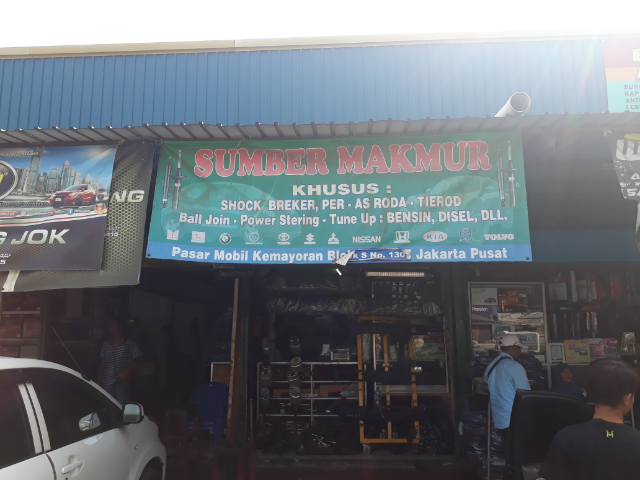 SUMBER MAKMUR
KHUSUS :
SHOCK BREKER, PER - AS RODA - TIEROD
Ball Join - Power Stering - Tune Up : BENSIN, DISEL, DLL.
NISSAN KIA VOLVO
Pasar Mobil Kemayoran Blok S No. 130 Jakarta Pusat
NG
JOK